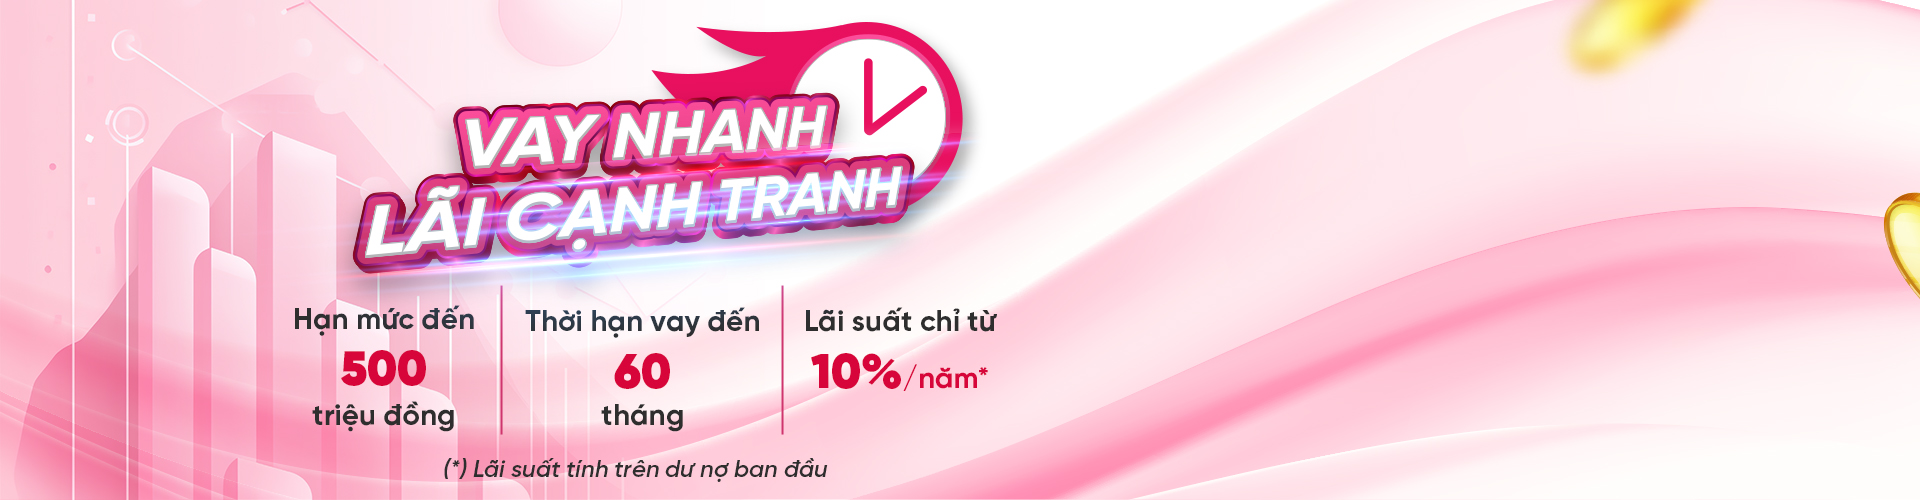 VAY NHANH
LÃI CẠNH TRANH
Hạn mức đến
500
triệu đồng
Thời hạn vay đến
60
tháng
Lãi suất chỉ từ
10%/năm*
(*) Lãi suất tính trên dư nợ ban đầu